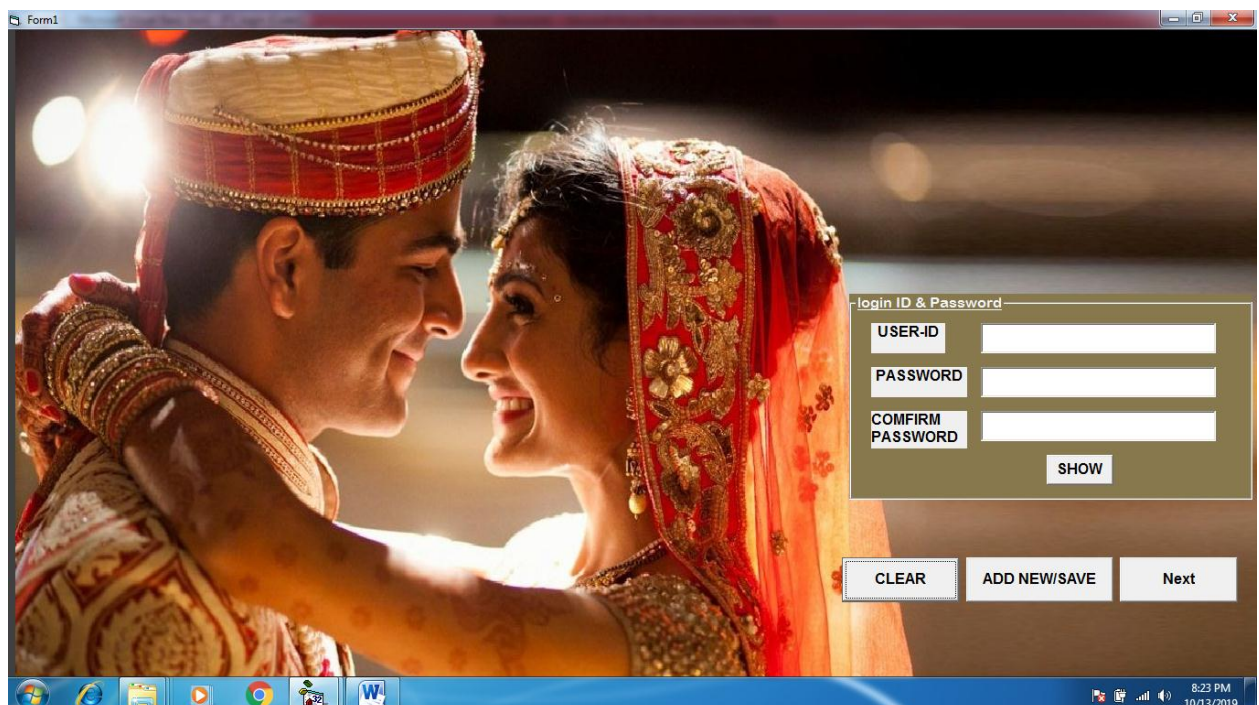 Form1
login ID & Password
USER-ID
PASSWORD
COMFIRM
PASSWORD
SHOW
CLEAR
ADD NEW/SAVE
Next
32
W
8:23 PM
10/13/2019